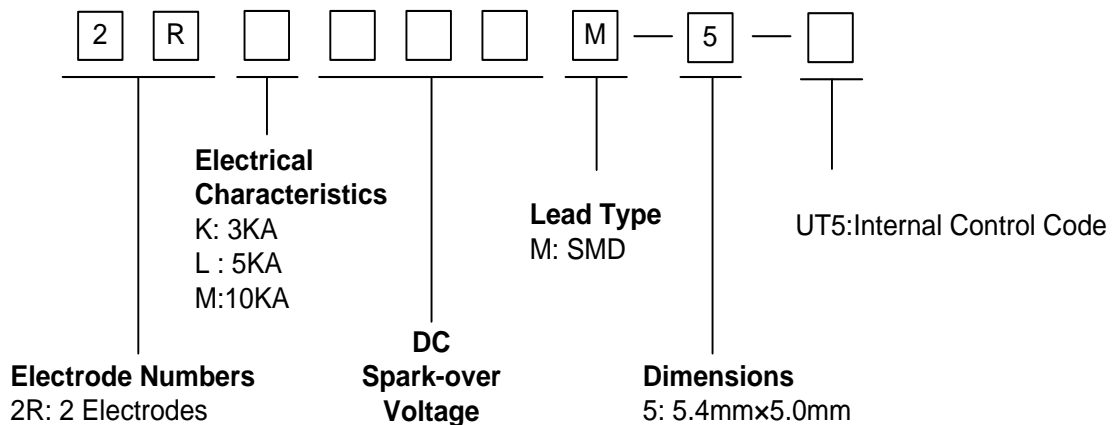 2 R M — 5 —
Electrical
Characteristics
K: 3KA
L : 5KA
M:10KA
Lead Type
M: SMD
UT5:Internal Control Code
DC
Spark-over
Voltage
Electrode Numbers
2R: 2 Electrodes
Dimensions
5: 5.4mm×5.0mm